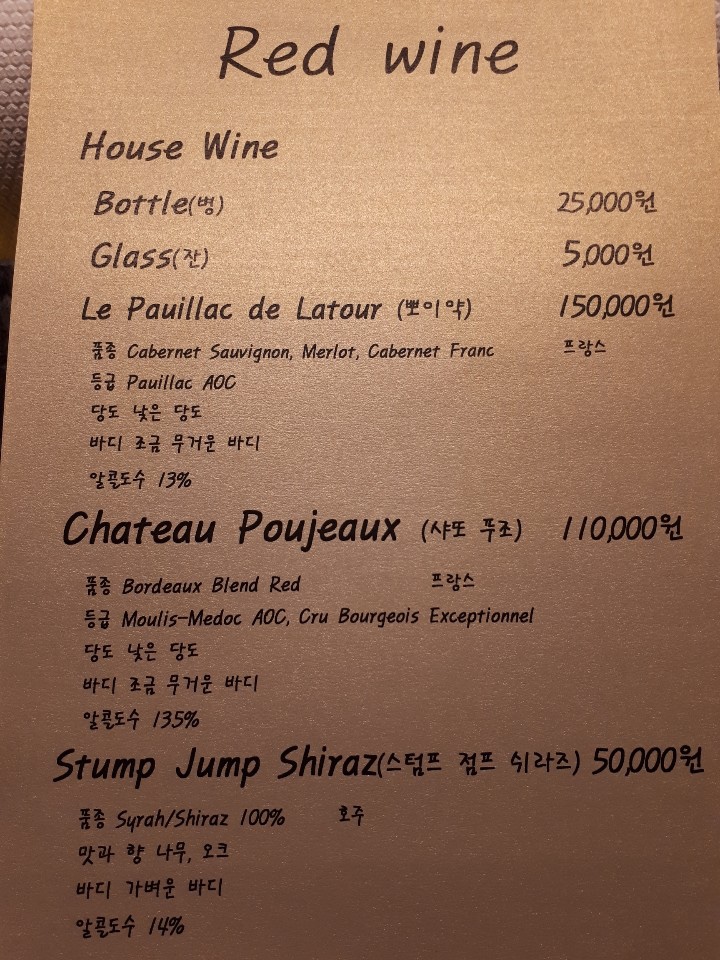 Red wine
House Wine
Bottle(병) 25,000원
Glass(잔) 5,000원
Le Pauillac de Latour (뽀이약) 150,000원
품종 Cabernet Sauvignon, Merlot, Cabernet Franc 프랑스
등급 Pauillac AOC
당도 낮은 당도
바디 조금 무거운 바디
알콜도수 13%
Chateau Poujeaux (샤또 푸조) 110,000원
품종 Bordeaux Blend Red 프랑스
등급 Moulis-Medoc AOC, Cru Bourgeois Exceptionnel
당도 낮은 당도
바디 조금 무거운 바디
알콜도수 135%
Stump Jump Shiraz(스텀프 점프 쉬라즈) 50,000원
품종 Syrah/Shiraz 100% 호주
맛과 향 나무, 오크
바디 가벼운 바디
알콜도수 14%